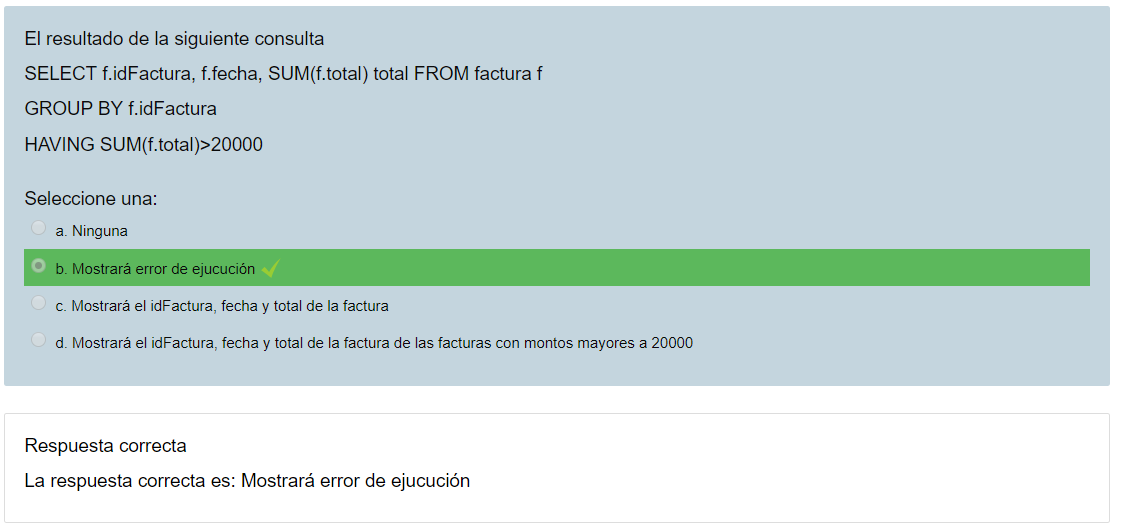 El resultado de la siguiente consulta
SELECT f.idFactura, f.fecha, SUM(f.total) total FROM factura f
GROUP BY f.idFactura
HAVING SUM(f.total)>20000
Seleccione una:
a. Ninguna
b. Mostrará error de ejucución
c. Mostrará el idFactura, fecha y total de la factura
d. Mostrará el idFactura, fecha y total de la factura de las facturas con montos mayores a 20000
Respuesta correcta
La respuesta correcta es: Mostrará error de ejucución